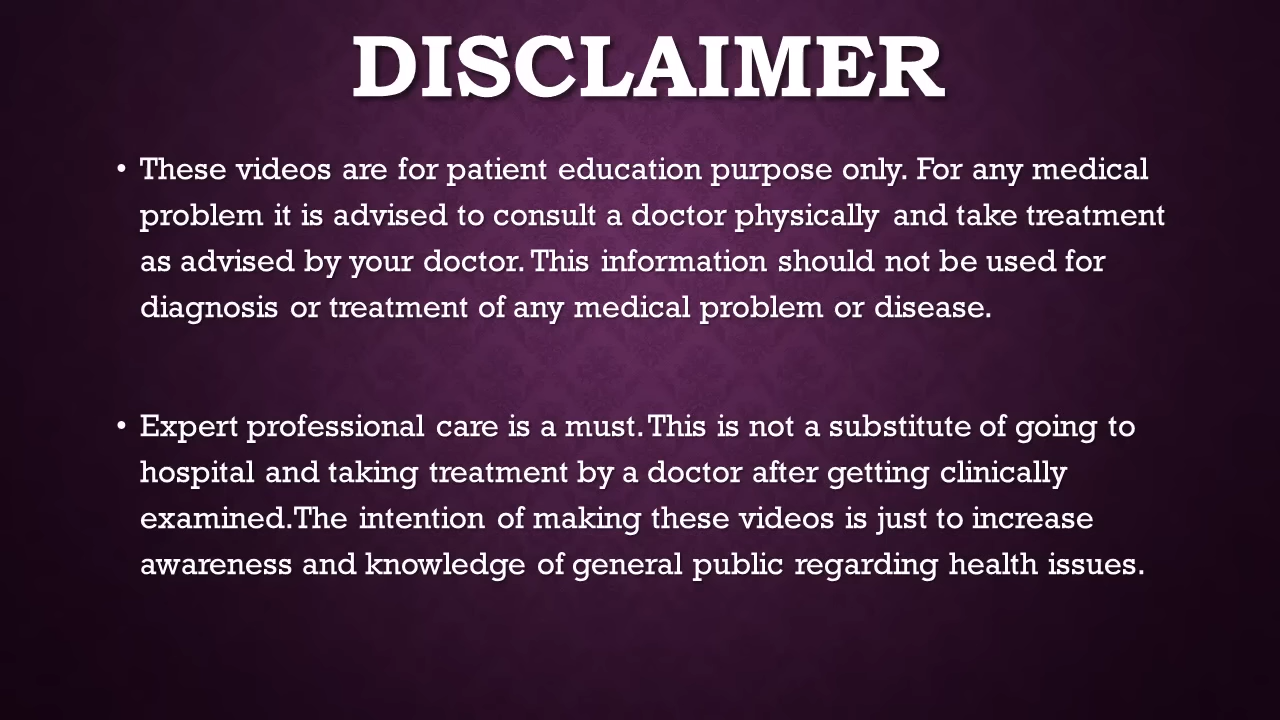 DISCLAIMER
• These videos are for patient education purpose only. For any medical
problem it is advised to consult a doctor physically and take treatment
as advised by your doctor. This information should not be used for
diagnosis or treatment of any medical problem or disease.
• Expert professional care is a must. This is not a substitute of going to
hospital and taking treatment by a doctor after getting clinically
examined.The intention of making these videos is just to increase
awareness and knowledge of general public regarding health issues.